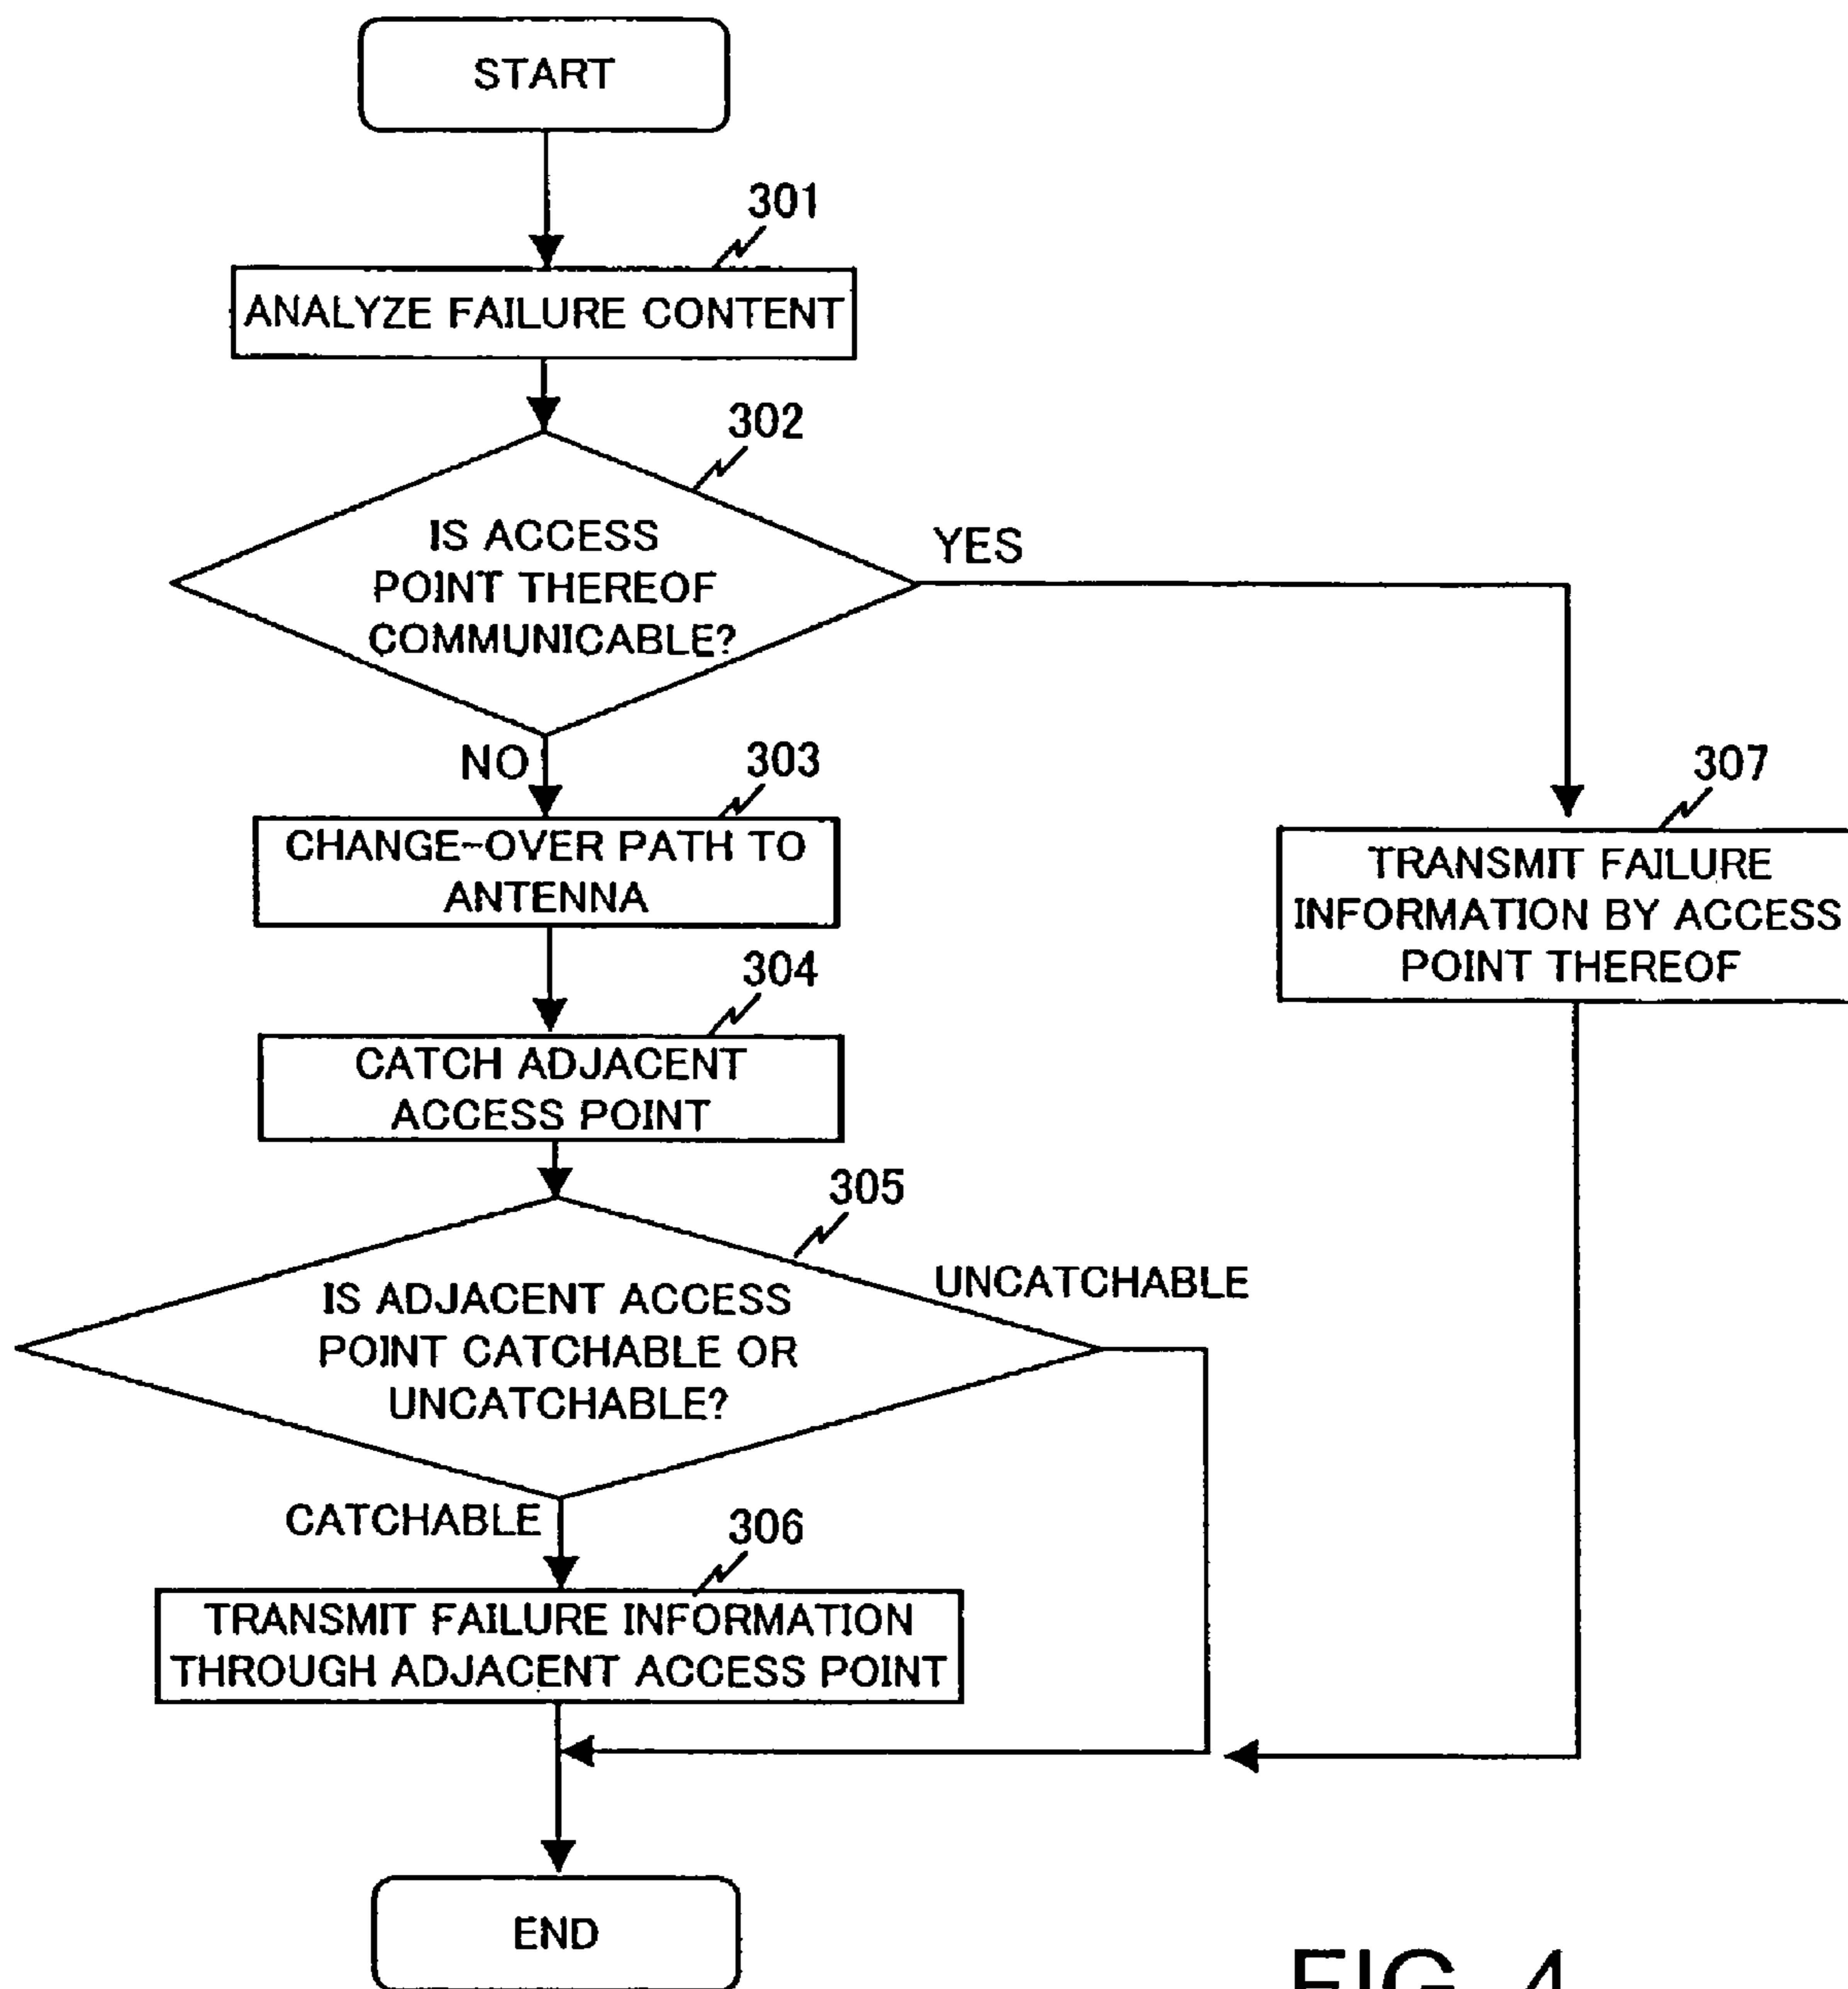 START
301
ANALYZE FAILURE CONTENT
302
IS ACCESS
POINT THEREOF
COMMUNICABLE?
YES
NO
303
CHANGE-OVER PATH TO
ANTENNA
307
TRANSMIT FAILURE
INFORMATION BY ACCESS
POINT THEREOF
304
CATCH ADJACENT
ACCESS POINT
305
IS ADJACENT ACCESS
POINT CATCHABLE OR
UNCATCHABLE?
UNCATCHABLE
CATCHABLE
306
TRANSMIT FAILURE INFORMATION
THROUGH ADJACENT ACCESS POINT
END
FIG. 4